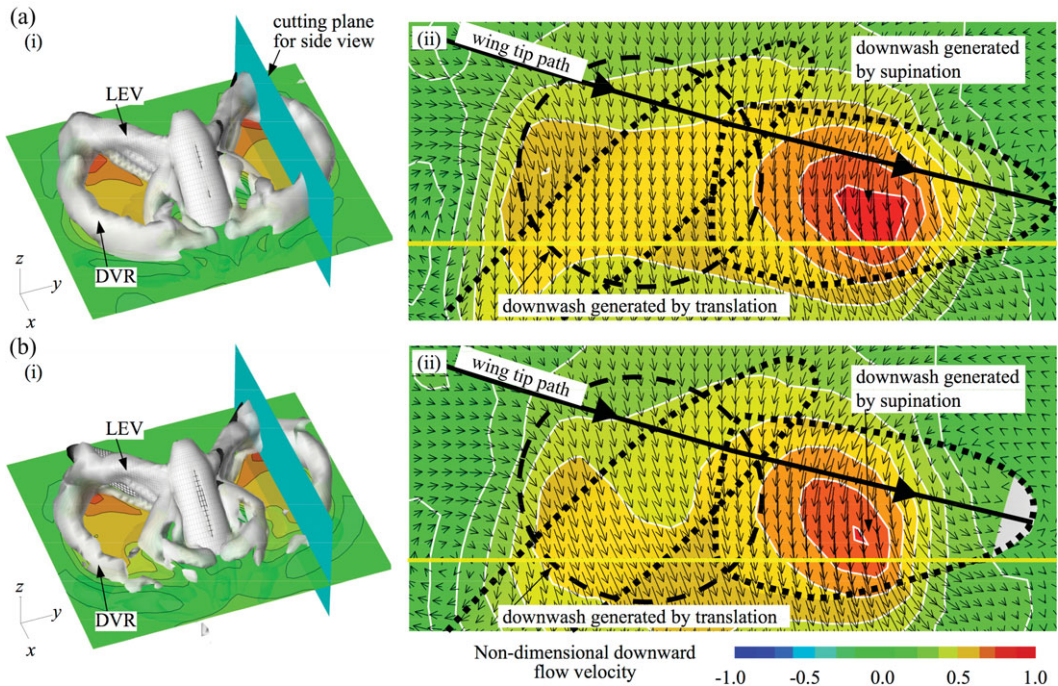 (a)
(i)
cutting plane
for side view
LEV
DVR
z
y
x
(ii)
wing tip path
downwash generated
by supination
downwash generated by translation
(b)
(i)
LEV
DVR
z
y
x
(ii)
wing tip path
downwash generated
by supination
downwash generated by translation
Non-dimensional downward
flow velocity
-1.0 -0.5 0.0 0.5 1.0